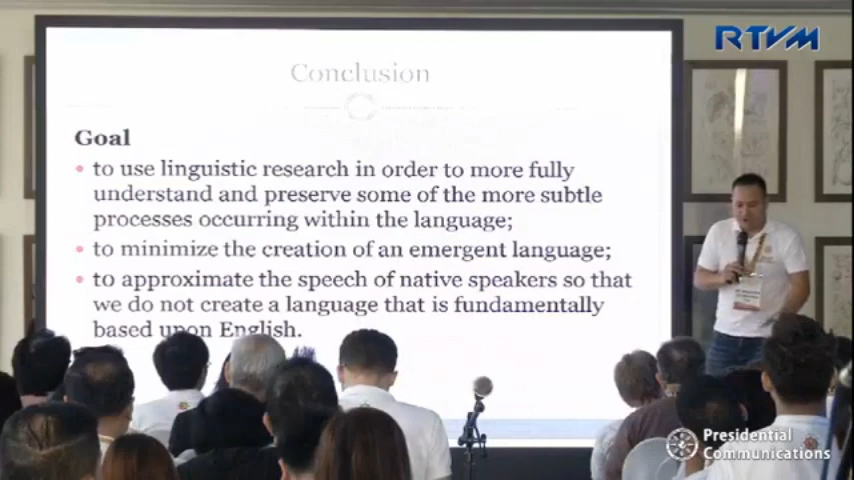 RTVM
Conclusion
Goal
• to use linguistic research in order to more fully
understand and preserve some of the more subtle
processes occurring within the language;
• to minimize the creation of an emergent language;
• to approximate the speech of native speakers so that
we do not create a language that is fundamentally
based upon English.
Presidential
Communications